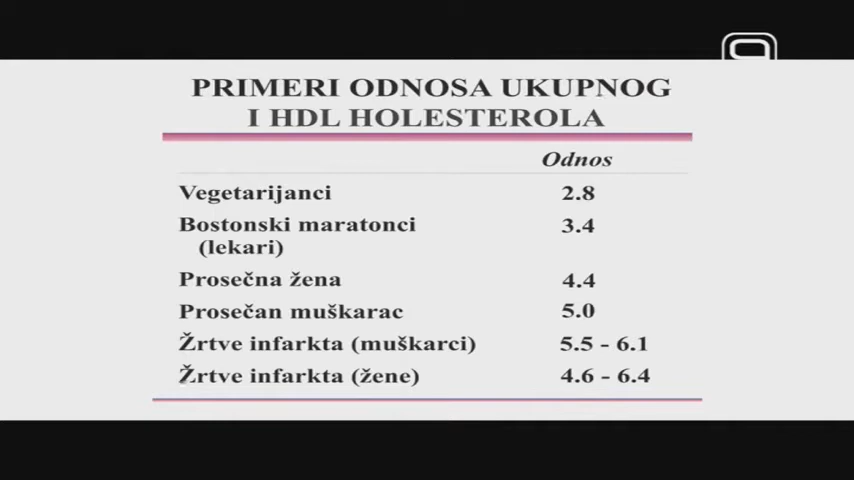 PRIMERI ODNOSA UKUPNOG
I HDL HOLESTEROLA
Odnos
Vegetarijanci 2.8
Bostonski maratonci 3.4
(lekari)
Prosečna žena 4.4
Prosečan muškarac 5.0
Žrtve infarkta (muškarci) 5.5 - 6.1
Žrtve infarkta (žene) 4.6 - 6.4